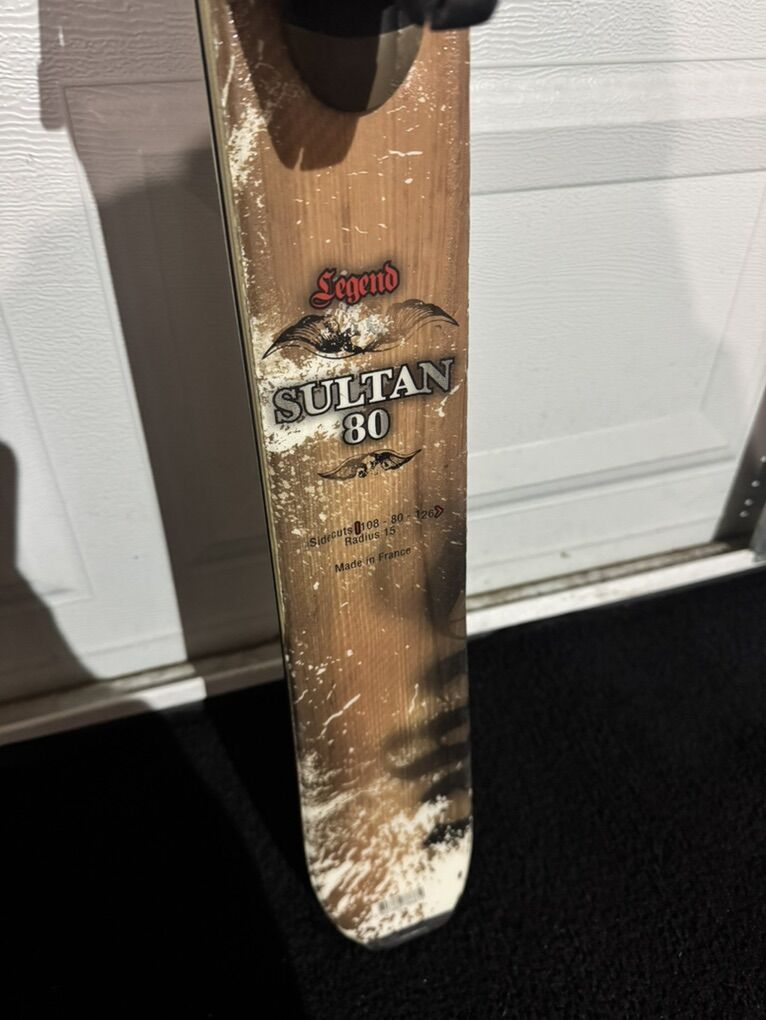 Legend
SULTAN
80
Sidecuts 108 - 80 - 126
Radius 15
Made in France